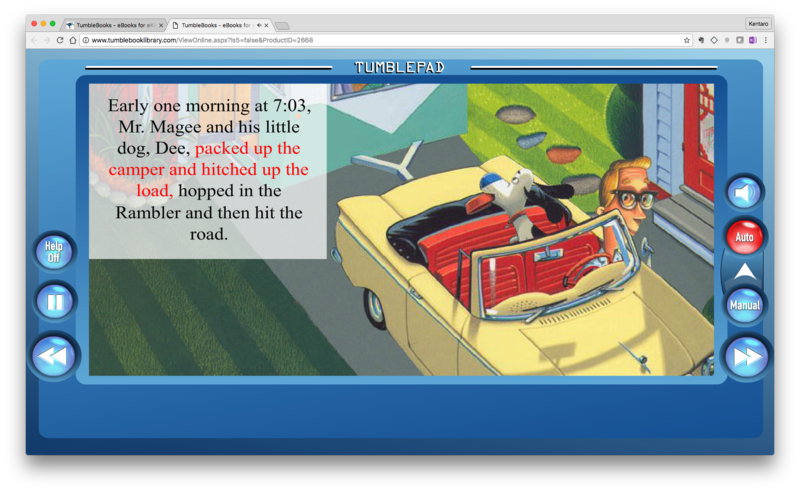 TumbleBooks - eBooks for eKi
TumbleBooks - eBooks for
Kentaro
www.tumblebooklibrary.com/ViewOnline.aspx?is5=false&ProductID=2668
TUMBLEPAD
Early one morning at 7:03,
Mr. Magee and his little
dog, Dee, packed up the
camper and hitched up the
load, hopped in the
Rambler and then hit the
road.
Help
Off
Auto
Manual